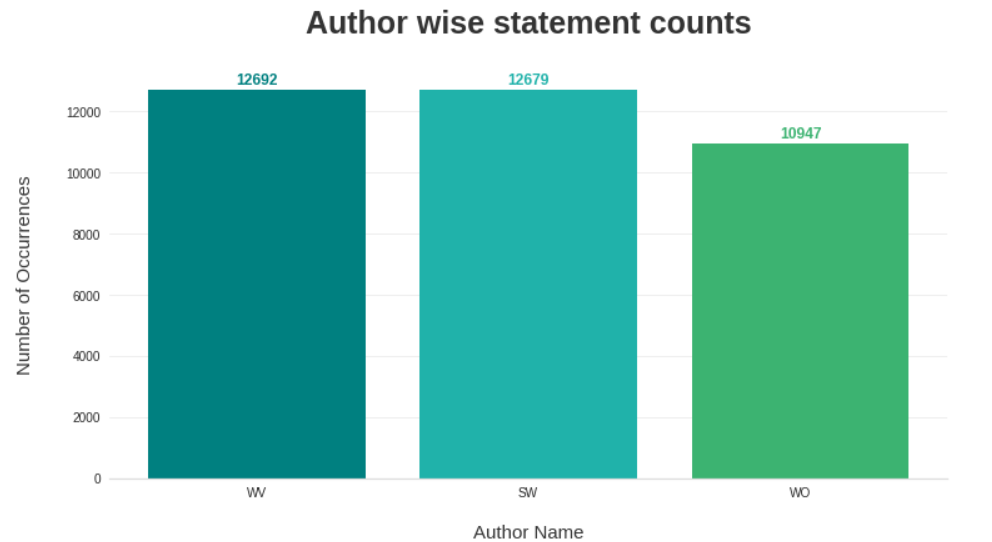 Author wise statement counts
12692
12679
10947
12000
10000
8000
6000
4000
2000
0
Number of Occurrences
WV
SW
WO
Author Name